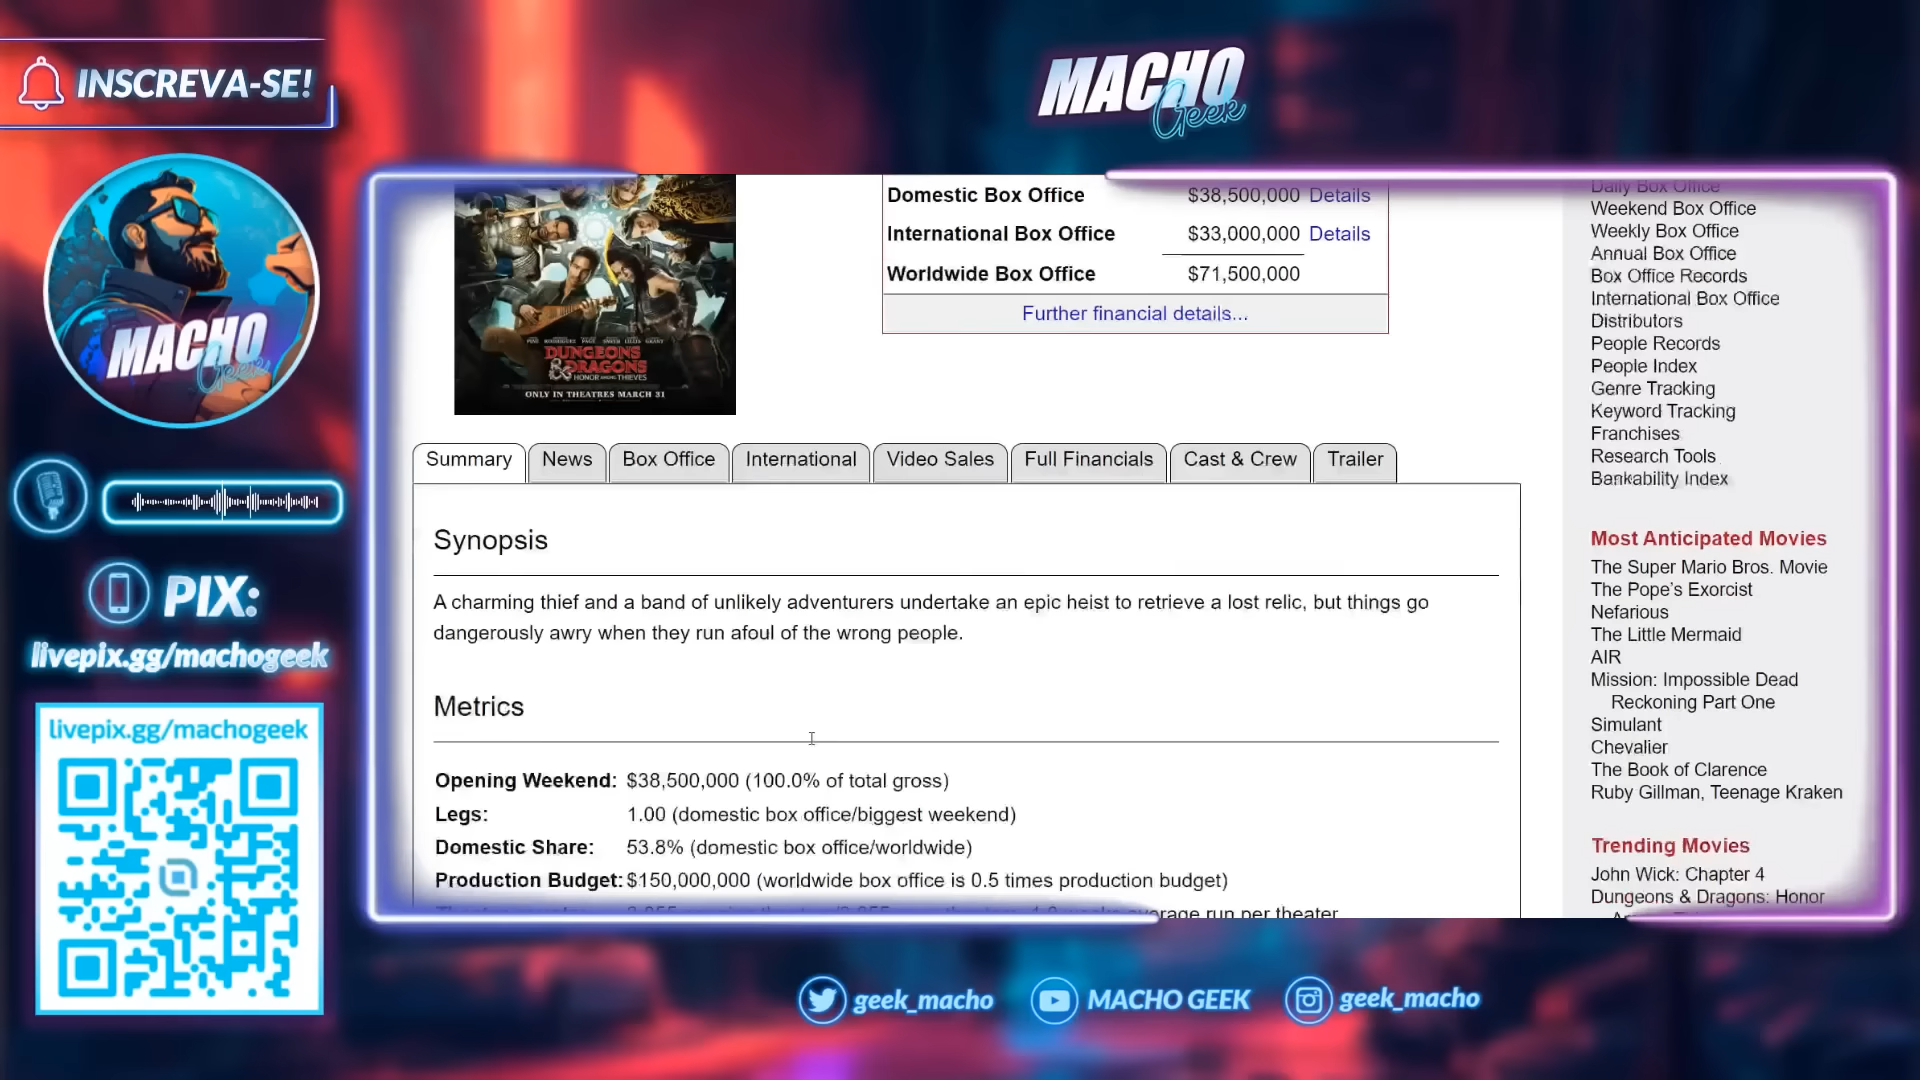 INSCREVA-SE!
MACHO
Geek
MACHO
Geek
PIX:
livepix.gg/machogeek
livepix.gg/machogeek
DUNGEONS
& DRAGONS
HONOR AMONG THIEVES
ONLY IN THEATRES MARCH 31
Domestic Box Office $38,500,000 Details
International Box Office $33,000,000 Details
Worldwide Box Office $71,500,000
Further financial details...
Summary News Box Office International Video Sales Full Financials Cast & Crew Trailer
Synopsis
A charming thief and a band of unlikely adventurers undertake an epic heist to retrieve a lost relic, but things go
dangerously awry when they run afoul of the wrong people.
Metrics
Opening Weekend: $38,500,000 (100.0% of total gross)
Legs: 1.00 (domestic box office/biggest weekend)
Domestic Share: 53.8% (domestic box office/worldwide)
Production Budget: $150,000,000 (worldwide box office is 0.5 times production budget)
average run per theater
Daily Box Office
Weekend Box Office
Weekly Box Office
Annual Box Office
Box Office Records
International Box Office
Distributors
People Records
People Index
Genre Tracking
Keyword Tracking
Franchises
Research Tools
Bankability Index
Most Anticipated Movies
The Super Mario Bros. Movie
The Pope's Exorcist
Nefarious
The Little Mermaid
AIR
Mission: Impossible Dead
Reckoning Part One
Simulant
Chevalier
The Book of Clarence
Ruby Gillman, Teenage Kraken
Trending Movies
John Wick: Chapter 4
Dungeons & Dragons: Honor
geek_macho
MACHO GEEK
geek_macho